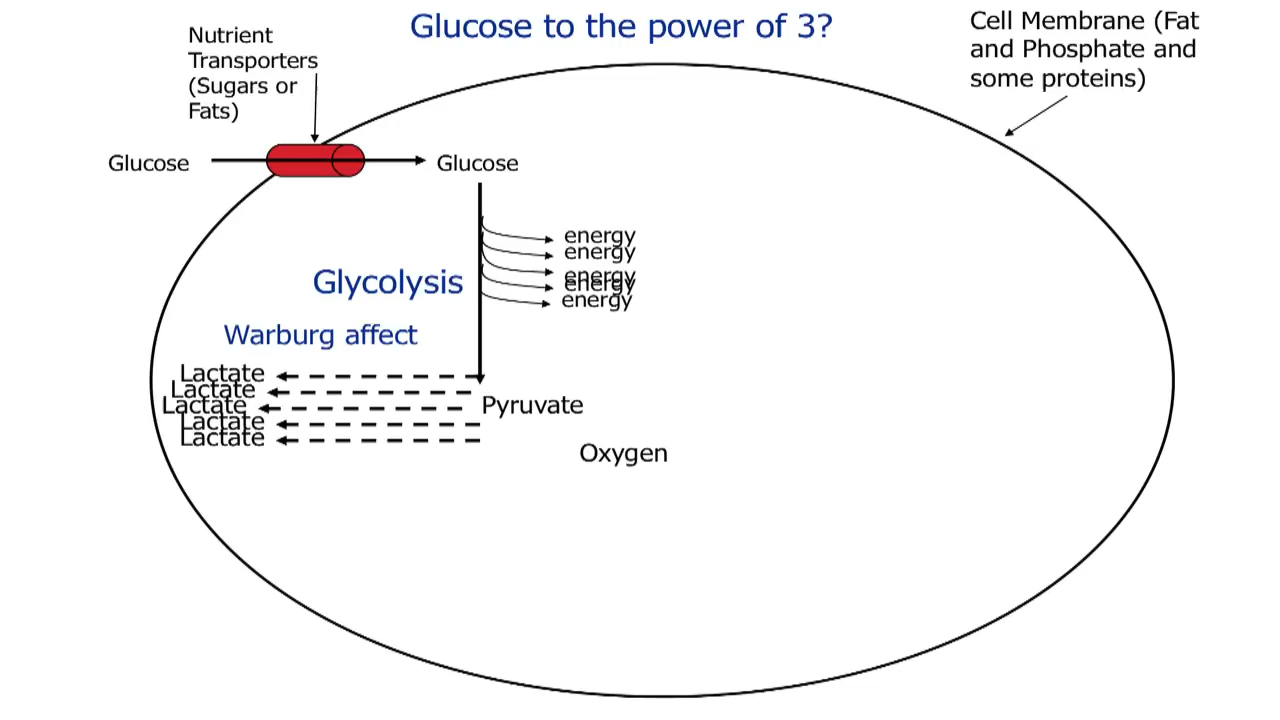 Glucose to the power of 3?
Nutrient
Transporters
(Sugars or
Fats)
Cell Membrane (Fat
and Phosphate and
some proteins)
Glucose
Glucose
energy
energy
energy
energy
energy
Glycolysis
Warburg affect
Lactate
Lactate
Lactate
Lactate
Lactate
Pyruvate
Oxygen